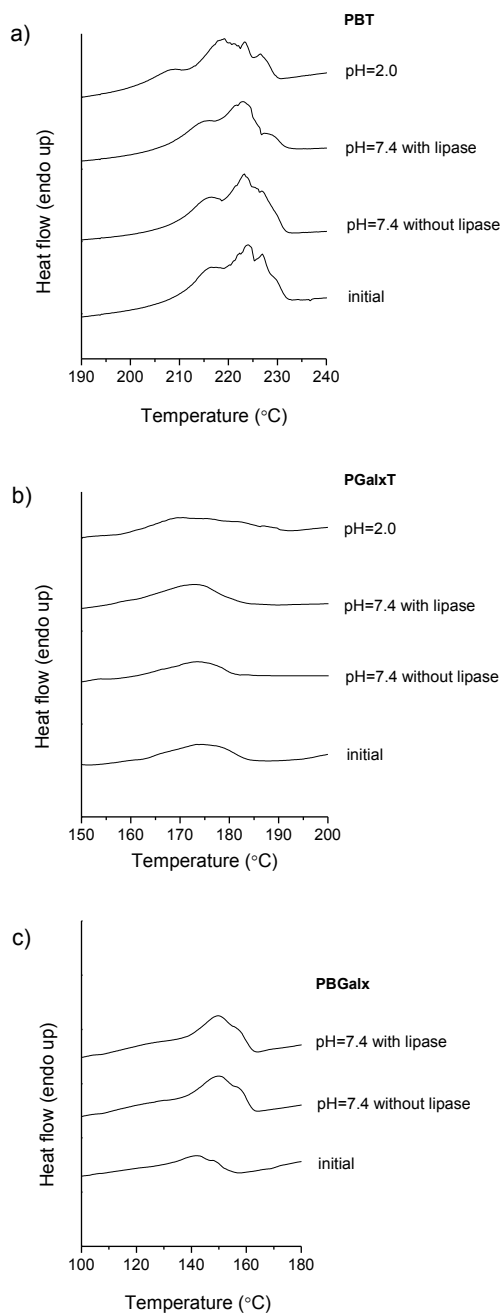 a)
PBT
pH=2.0
pH=7.4 with lipase
pH=7.4 without lipase
initial
Heat flow (endo up)
190 200 210 220 230 240
Temperature (°C)
b)
PGalxT
pH=2.0
pH=7.4 with lipase
pH=7.4 without lipase
initial
Heat flow (endo up)
150 160 170 180 190 200
Temperature (°C)
c)
PBGalx
pH=7.4 with lipase
pH=7.4 without lipase
initial
Heat flow (endo up)
100 120 140 160 180
Temperature (°C)